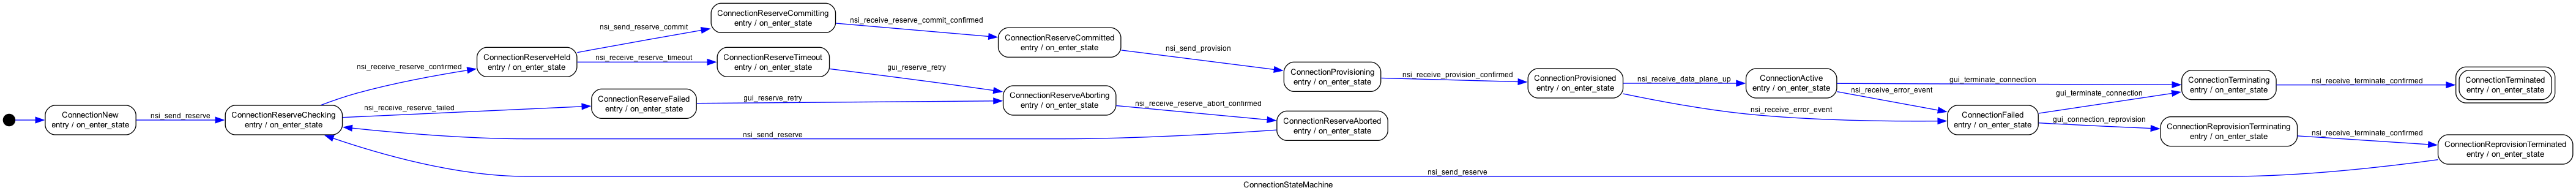 ConnectionNew
entry / on_enter_state
nsi_send_reserve
ConnectionReserveChecking
entry / on_enter_state
nsi_receive_reserve_confirmed
nsi_receive_reserve_failed
ConnectionReserveHeld
entry / on_enter_state
nsi_send_reserve_commit
nsi_receive_reserve_timeout
ConnectionReserveFailed
entry / on_enter_state
gui_reserve_retry
ConnectionReserveCommitting
entry / on_enter_state
nsi_receive_reserve_commit_confirmed
ConnectionReserveTimeout
entry / on_enter_state
gui_reserve_retry
ConnectionReserveCommitted
entry / on_enter_state
nsi_send_provision
ConnectionReserveAborting
entry / on_enter_state
nsi_receive_reserve_abort_confirmed
ConnectionProvisioning
entry / on_enter_state
nsi_receive_provision_confirmed
ConnectionReserveAborted
entry / on_enter_state
nsi_send_reserve
ConnectionProvisioned
entry / on_enter_state
nsi_receive_data_plane_up
nsi_receive_error_event
ConnectionActive
entry / on_enter_state
gui_terminate_connection
nsi_receive_error_event
ConnectionFailed
entry / on_enter_state
gui_terminate_connection
gui_connection_reprovision
ConnectionTerminating
entry / on_enter_state
nsi_receive_terminate_confirmed
ConnectionReprovisionTerminating
entry / on_enter_state
nsi_receive_terminate_confirmed
ConnectionTerminated
entry / on_enter_state
ConnectionReprovisionTerminated
entry / on_enter_state
nsi_send_reserve
ConnectionStateMachine